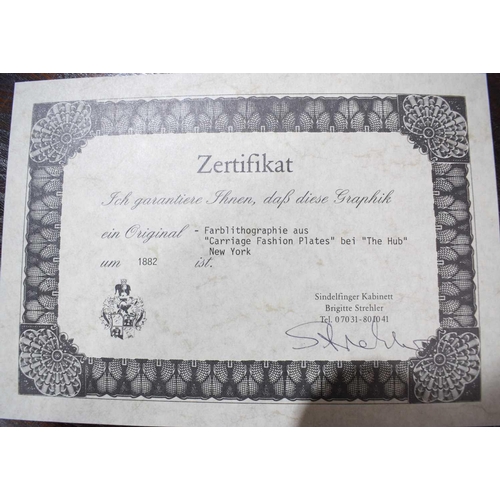 Zertifikat
Ich garantiere Ihnen, daß diese Graphik
ein Original - Farblithographie aus
"Carriage Fashion Plates" bei "The Hub"
New York
um 1882 ist.
Sindelfinger Kabinett
Brigitte Strehler
Tel. 07031-801041
Strehler